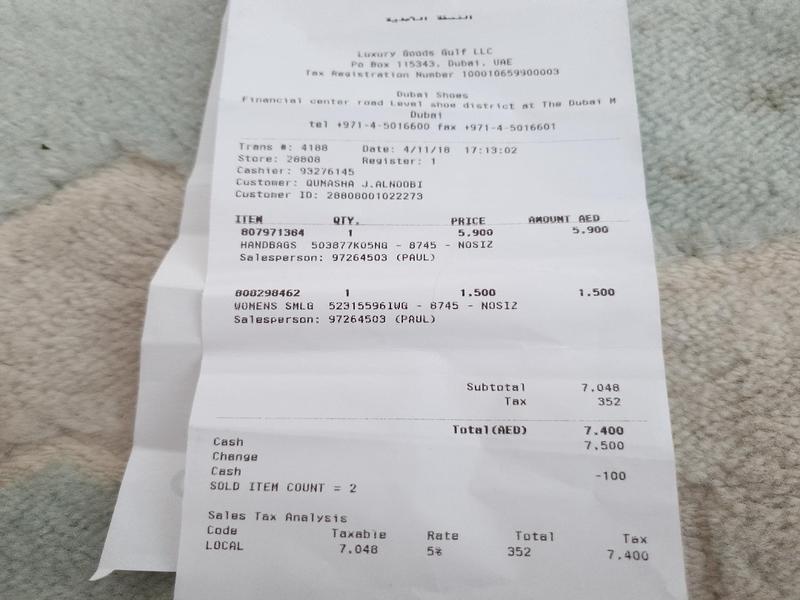 Luxury Goods Gulf LLC
Po Box 115343, Dubai, UAE
Tax Registration Number 100010659900003
Dubai Shoes
Financial center road Level shoe district at The Dubai M
Dubai
tel +971-4-5016600 fax +971-4-5016601
Trans #: 4188 Date: 4/11/18 17:13:02
Store: 28808 Register: 1
Cashier: 93276145
Customer: QUMASHA J.ALNOOBI
Customer ID: 28808001022273
ITEM QTY. PRICE AMOUNT AED
807971384 1 5.900 5.900
HANDBAGS 503877K05NG - 8745 - NOSIZ
Salesperson: 97264503 (PAUL)
808298462 1 1.500 1.500
WOMENS SMLG 52315596IWG - 8745 - NOSIZ
Salesperson: 97264503 (PAUL)
Subtotal 7.048
Tax 352
Total(AED) 7.400
Cash 7.500
Change
Cash -100
SOLD ITEM COUNT = 2
Sales Tax Analysis
Code Taxable Rate Total Tax
LOCAL 7.048 5% 352 7.400